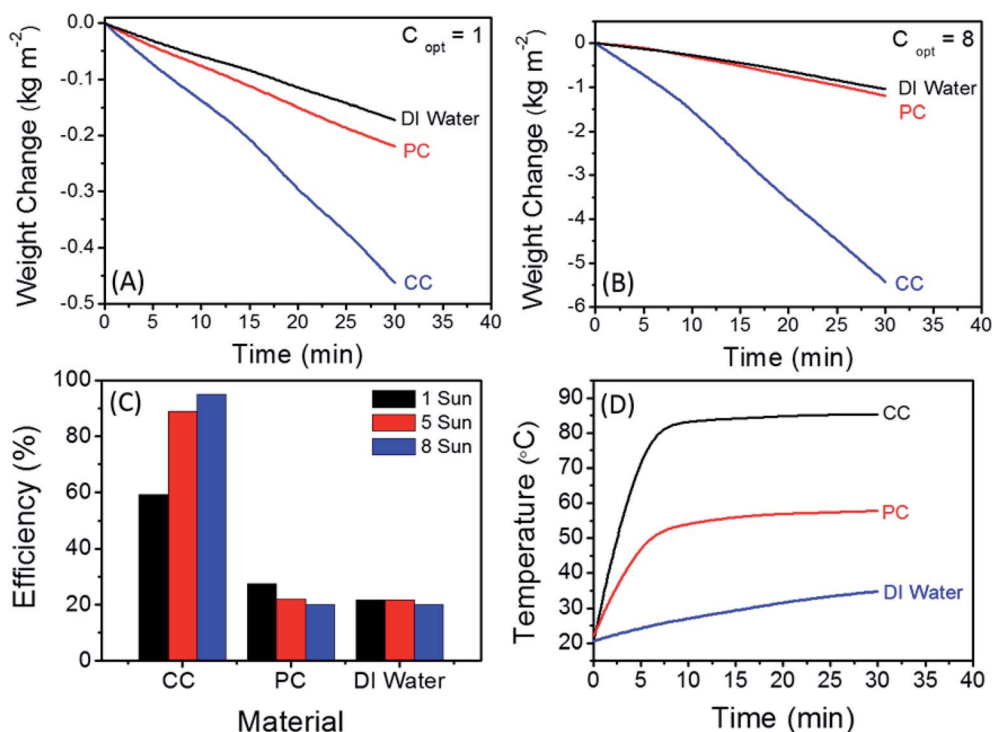 0.0
-0.1
-0.2
-0.3
-0.4
-0.5
Weight Change (kg m-2)
C opt = 1
DI Water
PC
CC
(A)
0 5 10 15 20 25 30 35 40
Time (min)
0
-1
-2
-3
-4
-5
-6
Weight Change (kg m-2)
C opt = 8
DI Water
PC
CC
(B)
0 5 10 15 20 25 30 35 40
Time (min)
100
80
60
40
20
0
Efficiency (%)
(C)
1 Sun
5 Sun
8 Sun
CC PC DI Water
Material
90
80
70
60
50
40
30
20
Temperature (°C)
(D)
CC
PC
DI Water
0 5 10 15 20 25 30 35 40
Time (min)